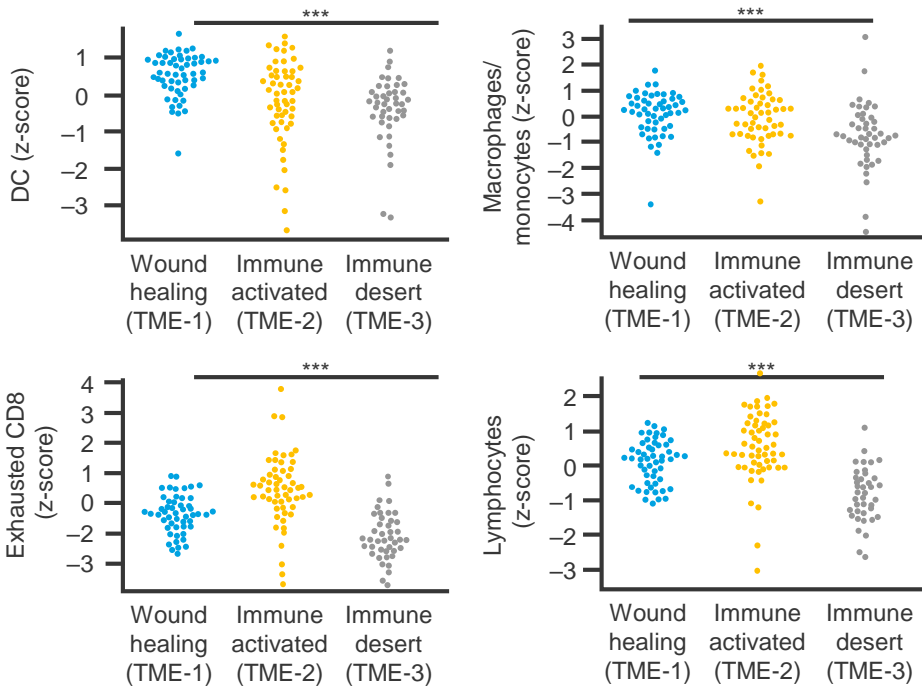 ***
DC (z-score)
1
0
–1
–2
–3
Wound
healing
(TME-1)
Immune
activated
(TME-2)
Immune
desert
(TME-3)
***
Macrophages/
monocytes (z-score)
3
2
1
0
–1
–2
–3
–4
Wound
healing
(TME-1)
Immune
activated
(TME-2)
Immune
desert
(TME-3)
***
Exhausted CD8
(z-score)
4
3
2
1
0
–2
–3
Wound
healing
(TME-1)
Immune
activated
(TME-2)
Immune
desert
(TME-3)
***
Lymphocytes
(z-score)
2
1
0
–1
–2
–3
Wound
healing
(TME-1)
Immune
activated
(TME-2)
Immune
desert
(TME-3)